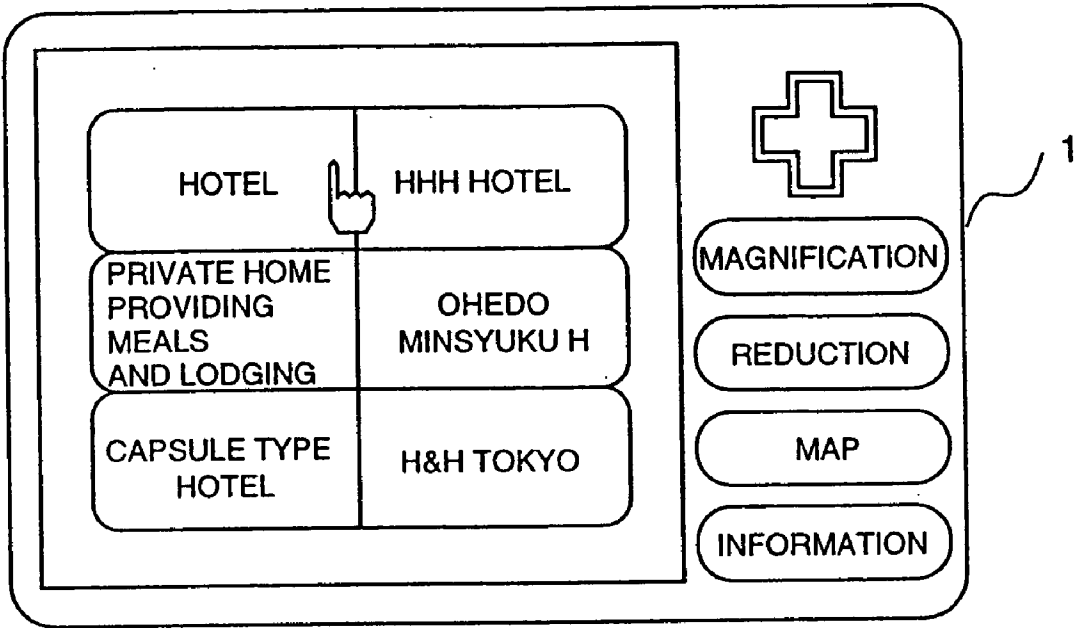 HOTEL
HHH HOTEL
PRIVATE HOME
PROVIDING
MEALS
AND LODGING
OHEDO
MINSYUKU H
CAPSULE TYPE
HOTEL
H&H TOKYO
MAGNIFICATION
REDUCTION
MAP
INFORMATION
1